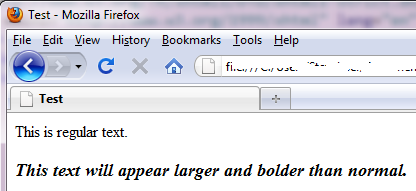 Test - Mozilla Firefox
File Edit View History Bookmarks Tools Help
Test
This is regular text.
This text will appear larger and bolder than normal.